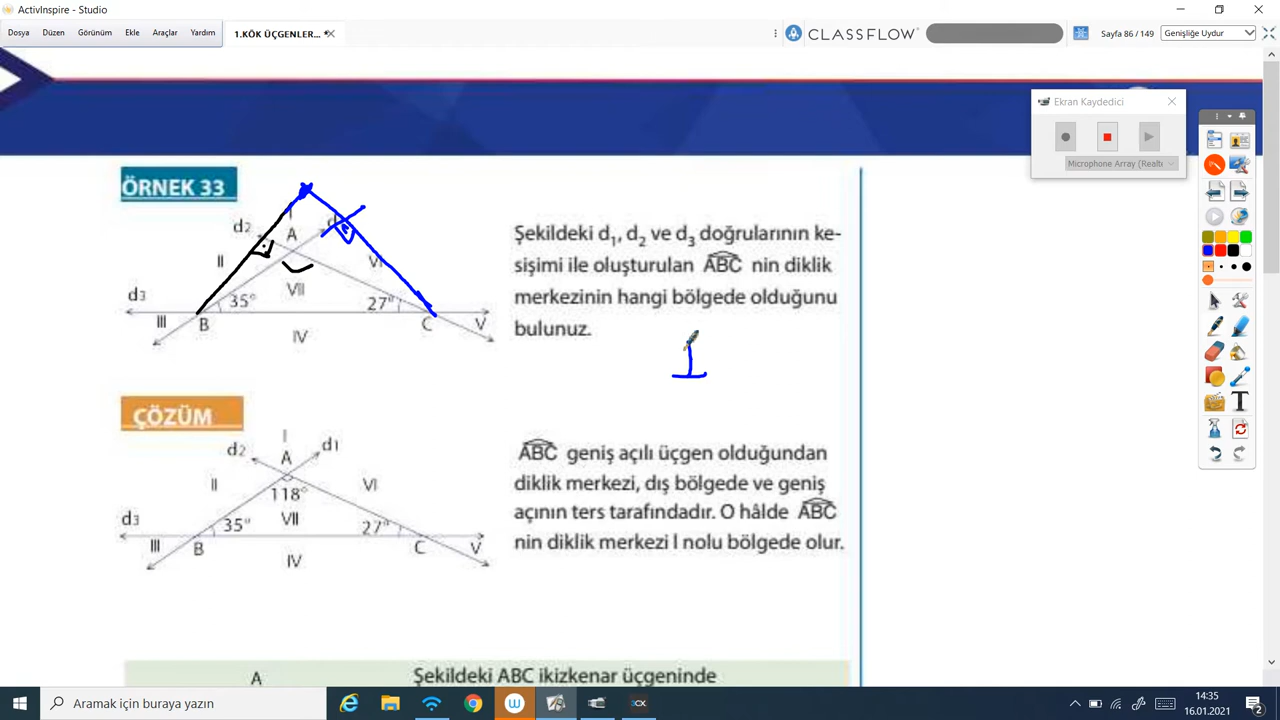 ActivInspire - Studio
Dosya Düzen Görünüm Ekle Araçlar Yardım
1.KÖK ÜÇGENLER...
CLASSFLOW
Sayfa 86 / 149
Genişliğe Uydur
Ekran Kaydedici
Microphone Array (Realte
ÖRNEK 33
I
d2
d
A
II
VI
VII
d3
35°
27°
III
B
C
V
IV
Şekildeki d1, d2 ve d3 doğrularının ke-
sişimi ile oluşturulan ABC nin diklik
merkezinin hangi bölgede olduğunu
bulunuz.
I
ÇÖZÜM
I
d2
d1
A
II
VI
118°
VII
d3
35°
27°
III
B
C
V
IV
ABC geniş açılı üçgen olduğundan
diklik merkezi, dış bölgede ve geniş
açının ters tarafındadır. O hâlde ABC
nin diklik merkezi I nolu bölgede olur.
A
Şekildeki ABC ikizkenar üçgeninde
Aramak için buraya yazın
14:35
16.01.2021
2